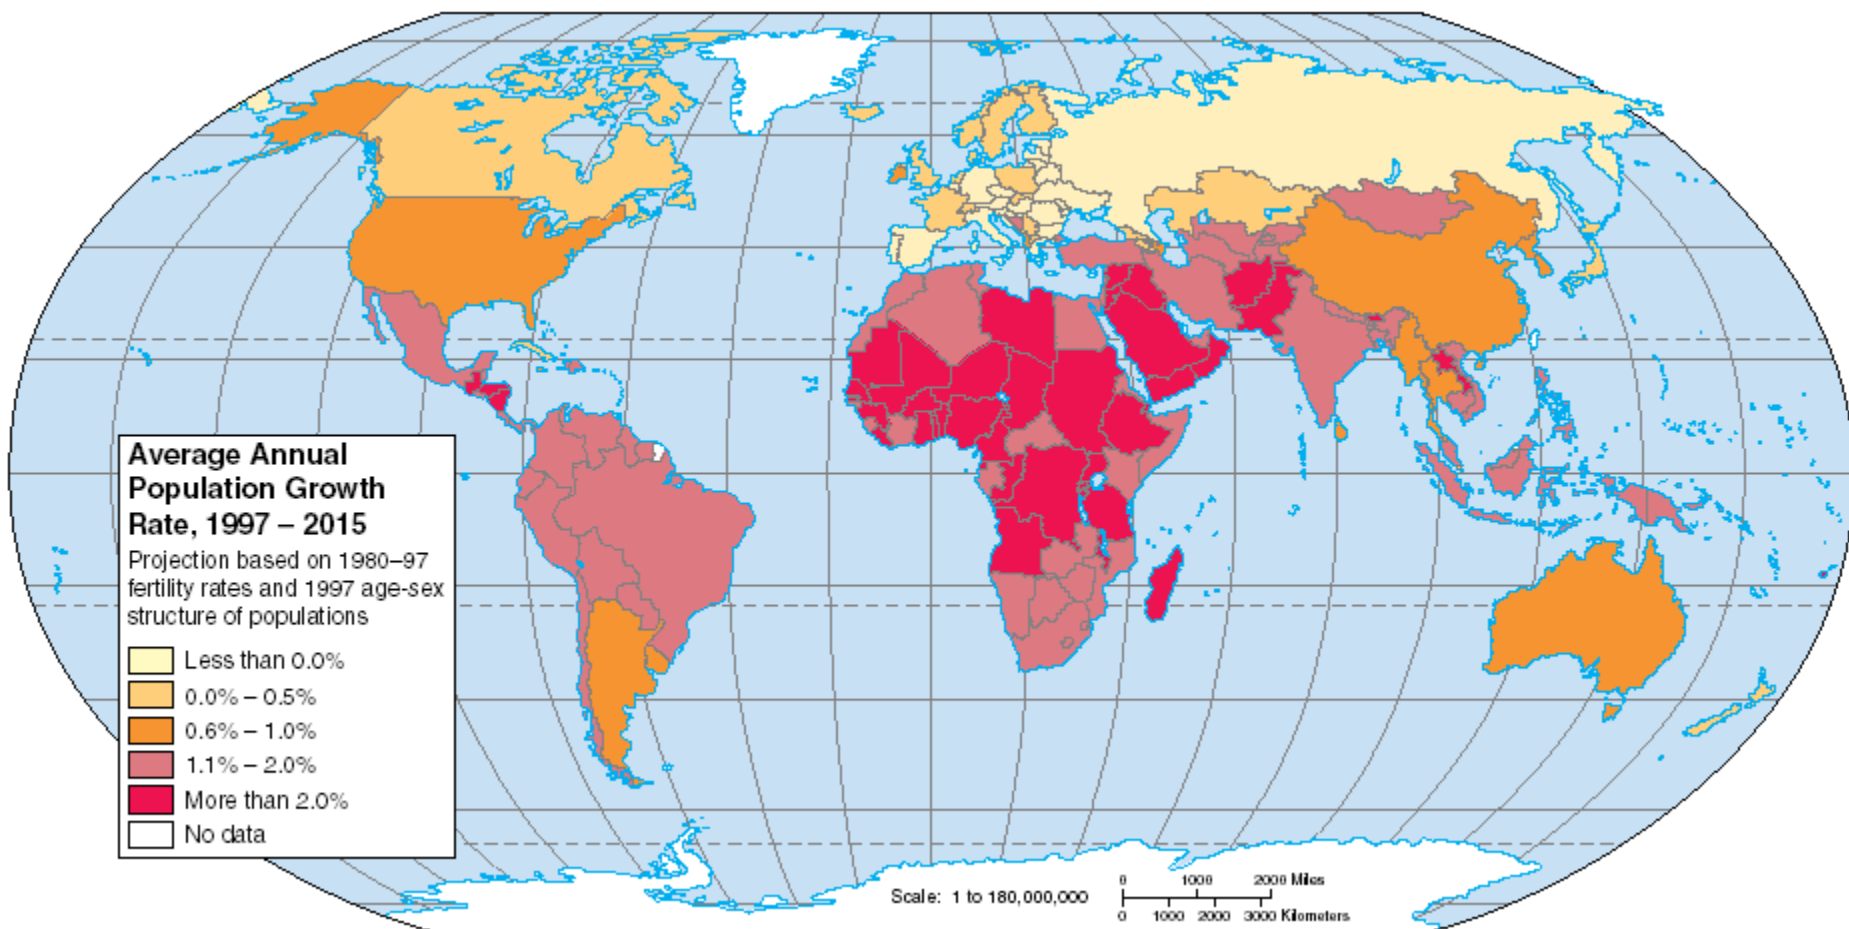 Average Annual
Population Growth
Rate, 1997 – 2015
Projection based on 1980–97
fertility rates and 1997 age-sex
structure of populations
Less than 0.0%
0.0% – 0.5%
0.6% – 1.0%
1.1% – 2.0%
More than 2.0%
No data
Scale: 1 to 180,000,000
0 1000 2000 Miles
0 1000 2000 3000 Kilometers